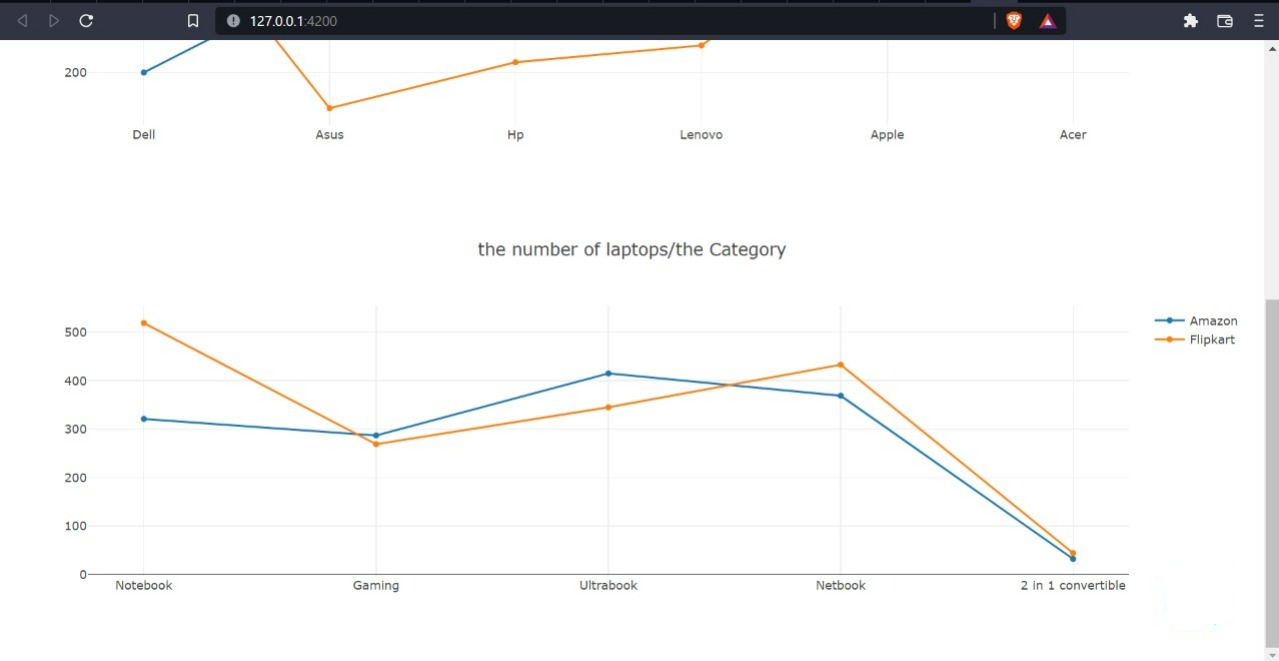 127.0.0.1:4200
200
Dell Asus Hp Lenovo Apple Acer
the number of laptops/the Category
Amazon
Flipkart
500
400
300
200
100
0
Notebook Gaming Ultrabook Netbook 2 in 1 convertible